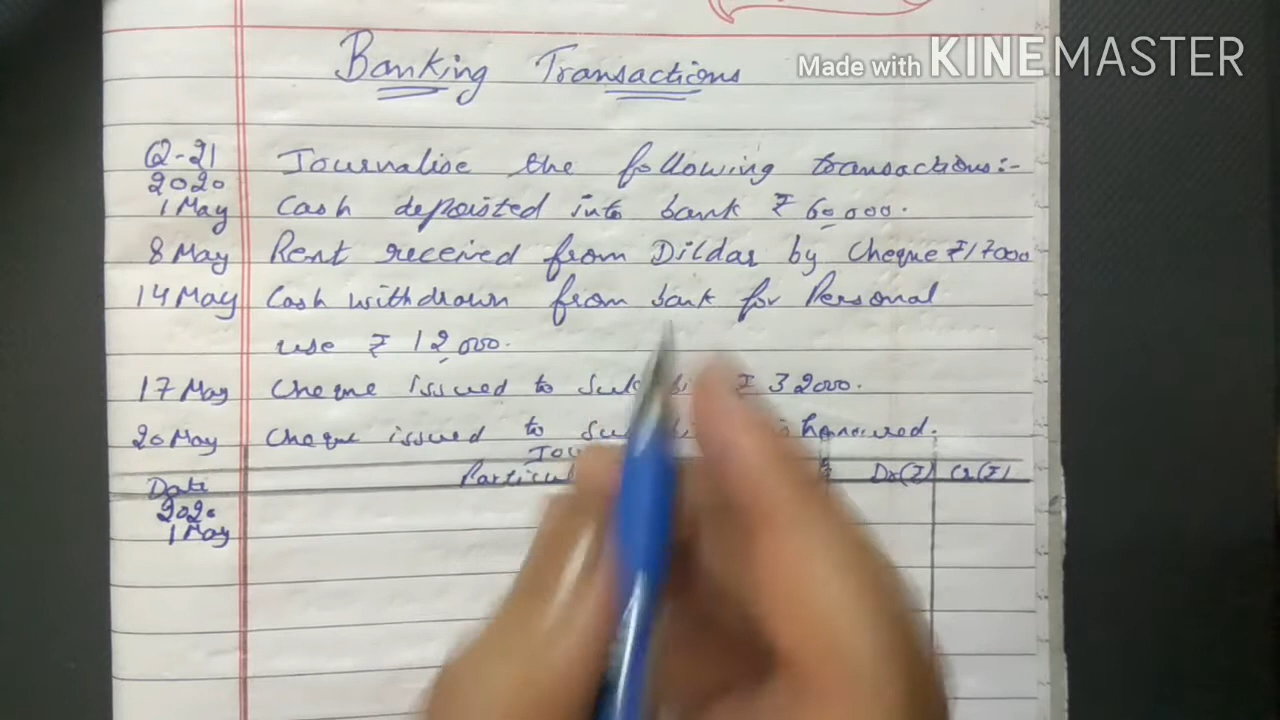 Made with KINEMASTER
Banking Transactions
Q-21 Journalise the following transactions:-
2020
1 May Cash depoisted into bank ₹ 60,000.
8 May Rent received from Dildar by Cheque ₹17000
14 May Cash withdrawn from bank for Personal
use ₹ 12,000.
17 May Cheque issued to ₹ 32000.
20 May Cheque issued to
Date Dr(₹) Cr(₹)
2020
1 May